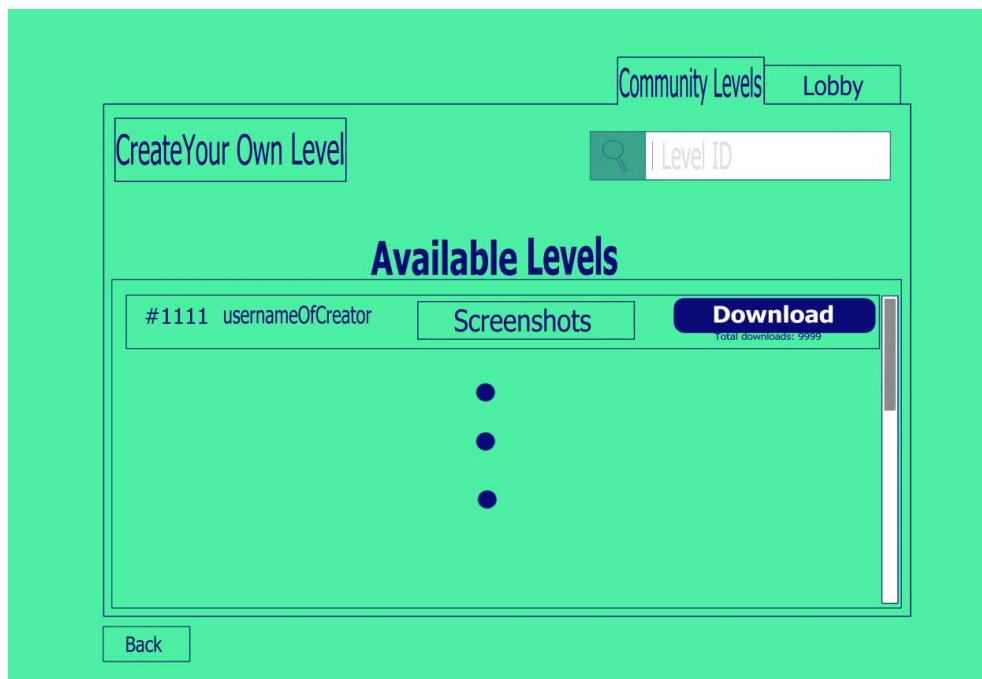 Community Levels
Lobby
CreateYour Own Level
Level ID
Available Levels
#1111 usernameOfCreator
Screenshots
Download
Total downloads: 9999
Back